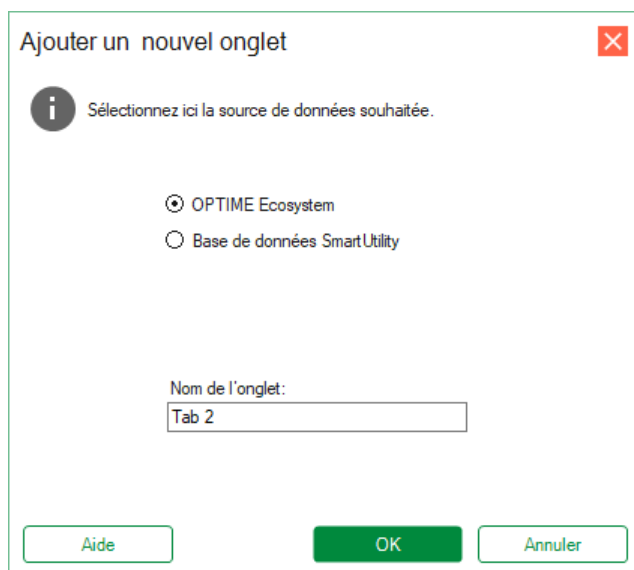 Ajouter un  nouvel onglet
Sélectionnez ici la source de données souhaitée.
OPTIME Ecosystem
Base de données SmartUtility
Nom de l'onglet:
Tab 2
Aide OK Annuler